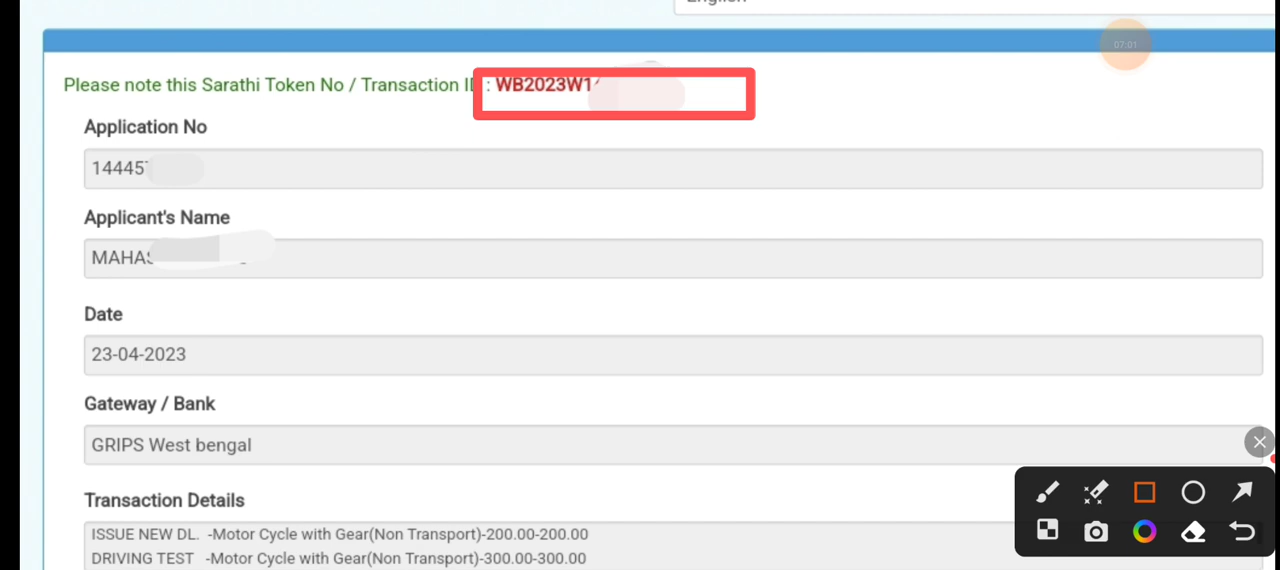 Please note this Sarathi Token No / Transaction ID : WB2023W1
Application No
14445
Applicant's Name
MAHAS
Date
23-04-2023
Gateway / Bank
GRIPS West bengal
Transaction Details
ISSUE NEW DL. -Motor Cycle with Gear(Non Transport)-200.00-200.00
DRIVING TEST -Motor Cycle with Gear(Non Transport)-300.00-300.00
07:01